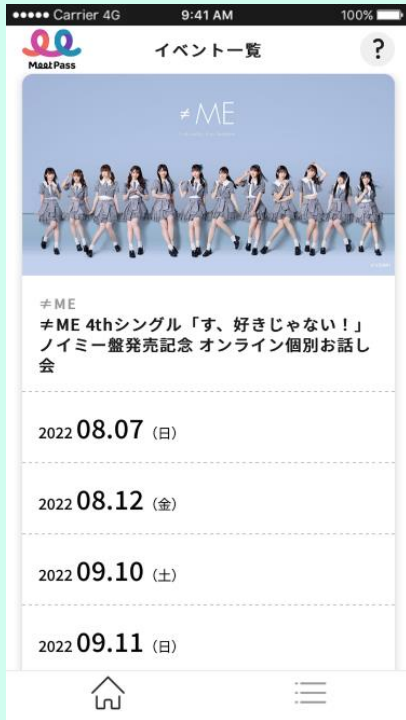 Carrier 4G 9:41 AM 100%
Meet Pass
イベント一覧
?
≠ME
≠ME
≠ME 4thシングル「す、好きじゃない！」
ノイミー盤発売記念 オンライン個別お話し
会
2022 08.07（日）
2022 08.12（金）
2022 09.10（土）
2022 09.11（日）